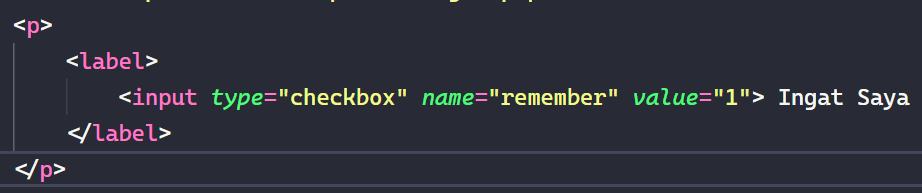 <p>
<label>
<input type="checkbox" name="remember" value="1"> Ingat Saya
</label>
</p>